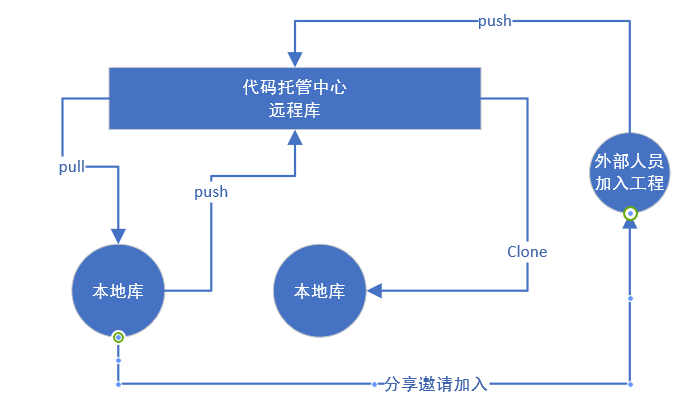 push
代码托管中心
远程库
外部人员
加入工程
pull
push
Clone
本地库
本地库
分享邀请加入